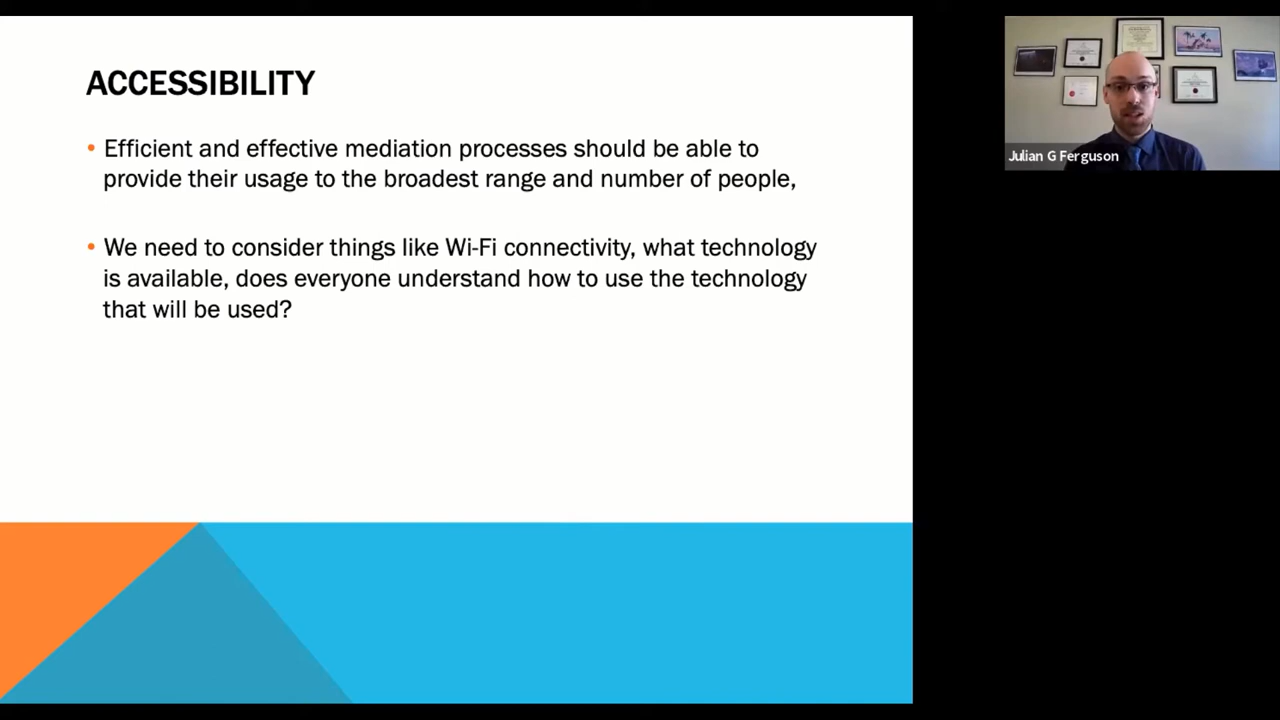 ACCESSIBILITY
• Efficient and effective mediation processes should be able to
provide their usage to the broadest range and number of people,
• We need to consider things like Wi-Fi connectivity, what technology
is available, does everyone understand how to use the technology
that will be used?
Julian G Ferguson